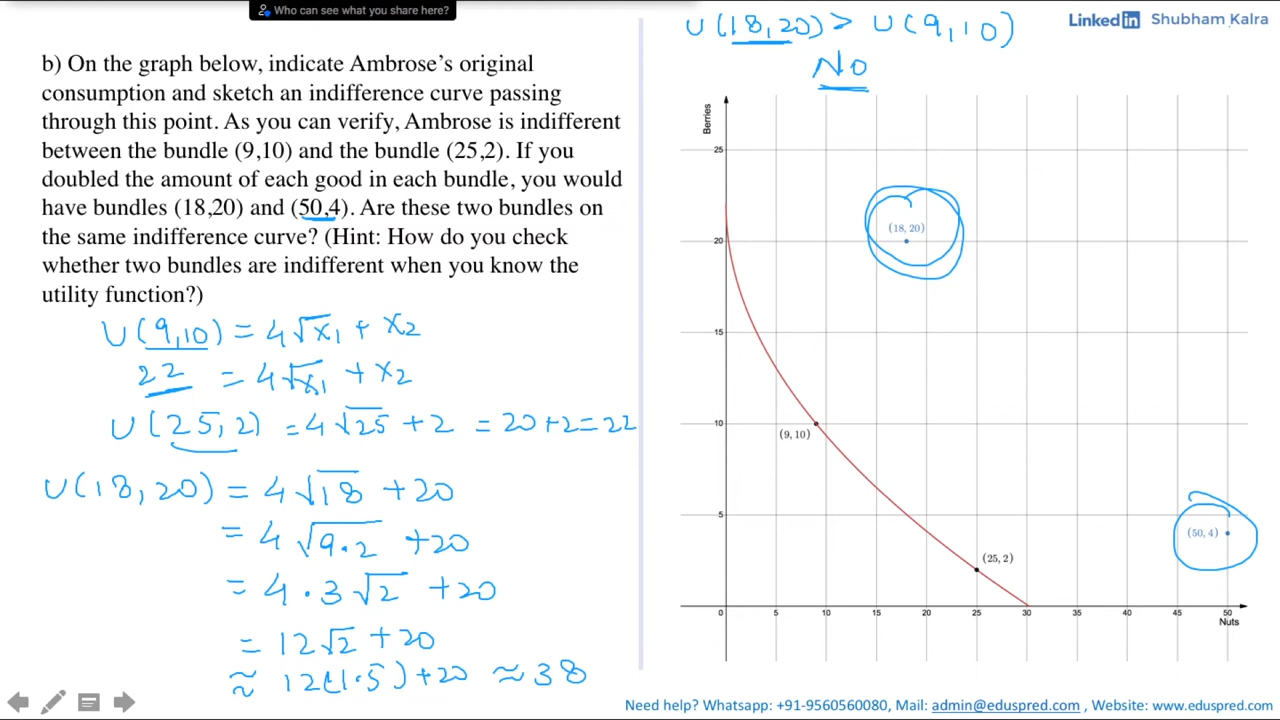 Who can see what you share here?
b) On the graph below, indicate Ambrose's original
consumption and sketch an indifference curve passing
through this point. As you can verify, Ambrose is indifferent
between the bundle (9,10) and the bundle (25,2). If you
doubled the amount of each good in each bundle, you would
have bundles (18,20) and (50,4). Are these two bundles on
the same indifference curve? (Hint: How do you check
whether two bundles are indifferent when you know the
utility function?)
U(9,10) = 4√x₁ + x₂
22 = 4√x₁ + x₂
U(25,2) = 4√25 + 2 = 20+2=22
U(18,20) = 4√18 + 20
= 4√9·2 +20
= 4·3√2 +20
= 12√2 +20
≈ 12(1.5)+20 ≈38
U(18,20) > U(9,10)
No
Linked in Shubham Kalra
Berries
25
20
15
10
5
(18, 20)
(9, 10)
(50, 4)
(25, 2)
0 5 10 15 20 25 30 35 40 45 50
Nuts
Need help? Whatsapp: +91-9560560080, Mail: admin@eduspred.com , Website: www.eduspred.com